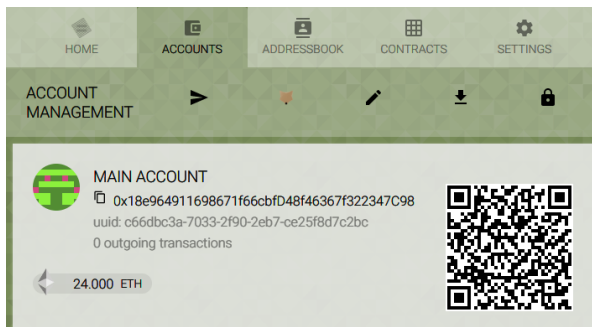 HOME ACCOUNTS ADDRESSBOOK CONTRACTS SETTINGS
ACCOUNT
MANAGEMENT
MAIN ACCOUNT
0x18e964911698671f66cbfD48f46367f322347C98
uuid: c66dbc3a-7033-2f90-2eb7-ce25f8d7c2bc
0 outgoing transactions
24.000 ETH